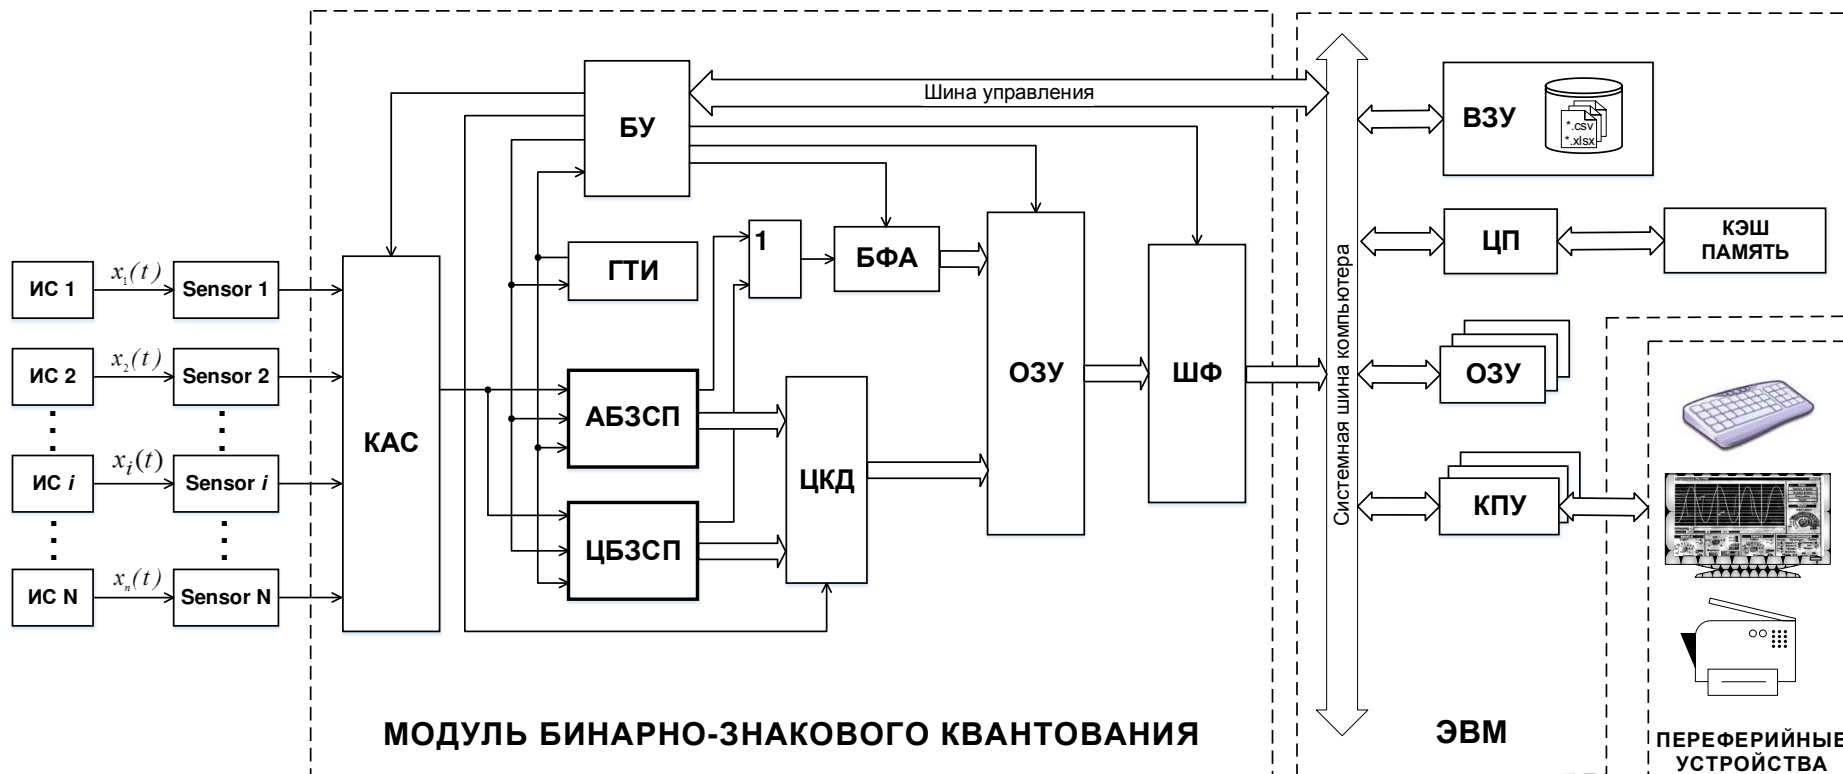 БУ
Шина управления
ВЗУ
*.csv
*.xlsx
1
ГТИ
БФА
ЦП
КЭШ
ПАМЯТЬ
ИС 1
x₁(t)
Sensor 1
ИС 2
x₂(t)
Sensor 2
ИС i
xᵢ(t)
Sensor i
ИС N
xₙ(t)
Sensor N
КАС
АБЗСП
ЦБЗСП
ЦКД
ОЗУ
ШФ
Системная шина компьютера
ОЗУ
КПУ
МОДУЛЬ БИНАРНО-ЗНАКОВОГО КВАНТОВАНИЯ
ЭВМ
ПЕРЕФЕРИЙНЫЕ
УСТРОЙСТВА